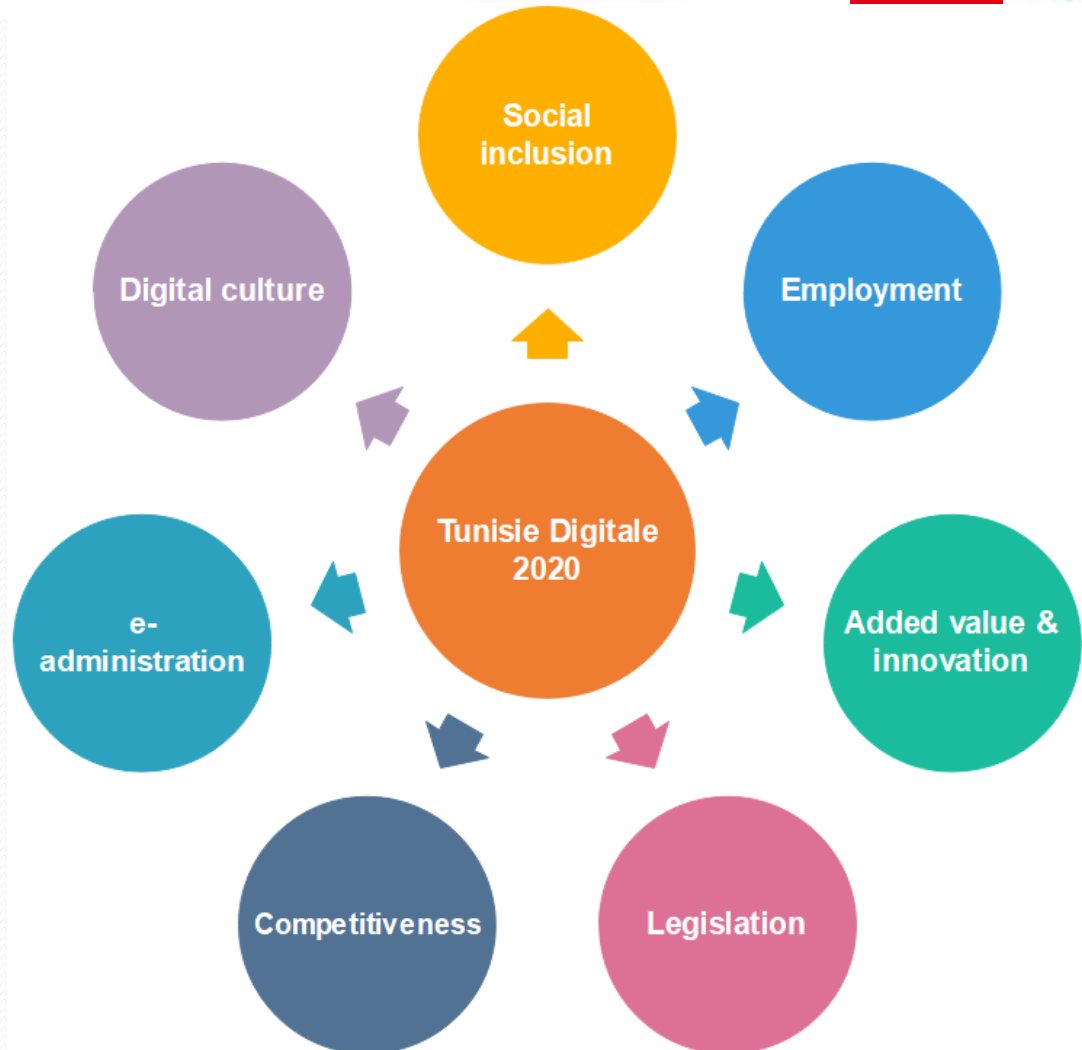 Social
inclusion
Digital culture
Employment
Tunisie Digitale
2020
e-
administration
Added value &
innovation
Competitiveness
Legislation